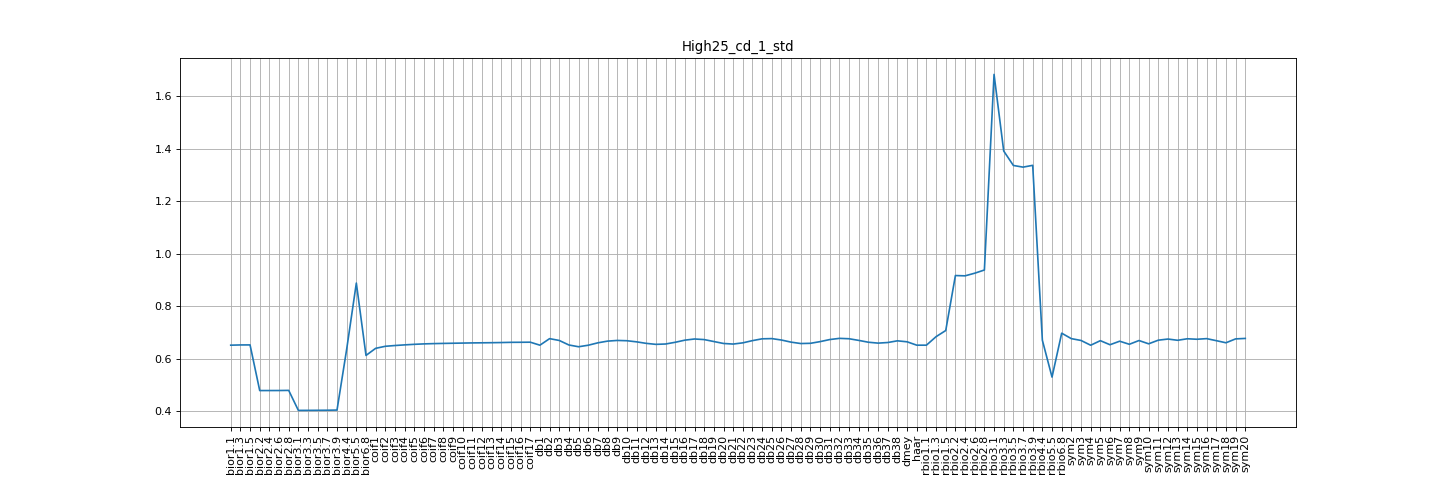 High25_cd_1_std
1.6
1.4
1.2
1.0
0.8
0.6
0.4
bior1.1
bior1.3
bior1.5
bior2.2
bior2.4
bior2.6
bior2.8
bior3.1
bior3.3
bior3.5
bior3.7
bior3.9
bior4.4
bior5.5
bior6.8
coif1
coif2
coif3
coif4
coif5
coif6
coif7
coif8
coif9
coif10
coif11
coif12
coif13
coif14
coif15
coif16
coif17
db1
db2
db3
db4
db5
db6
db7
db8
db9
db10
db11
db12
db13
db14
db15
db16
db17
db18
db19
db20
db21
db22
db23
db24
db25
db26
db27
db28
db29
db30
db31
db32
db33
db34
db35
db36
db37
db38
dmey
haar
rbio1.1
rbio1.3
rbio1.5
rbio2.2
rbio2.4
rbio2.6
rbio2.8
rbio3.1
rbio3.3
rbio3.5
rbio3.7
rbio3.9
rbio4.4
rbio5.5
rbio6.8
sym2
sym3
sym4
sym5
sym6
sym7
sym8
sym9
sym10
sym11
sym12
sym13
sym14
sym15
sym16
sym17
sym18
sym19
sym20